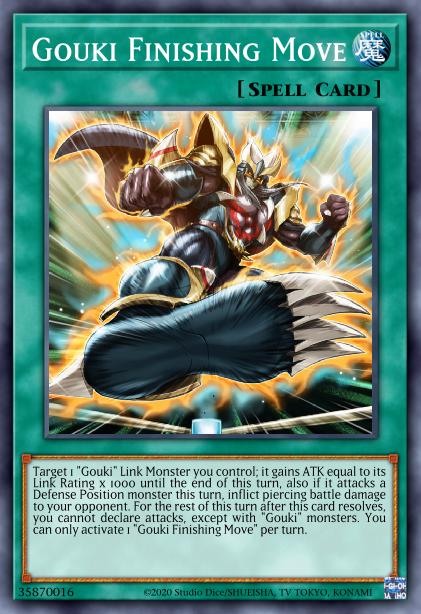 GOUKI FINISHING MOVE
SPELL
魔
[SPELL CARD]
Target 1 "Gouki" Link Monster you control; it gains ATK equal to its
Link Rating x 1000 until the end of this turn, also if it attacks a
Defense Position monster this turn, inflict piercing battle damage
to your opponent. For the rest of this turn after this card resolves,
you cannot declare attacks, except with "Gouki" monsters. You
can only activate 1 "Gouki Finishing Move" per turn.
35870016
©2020 Studio Dice/SHUEISHA, TV TOKYO, KONAMI